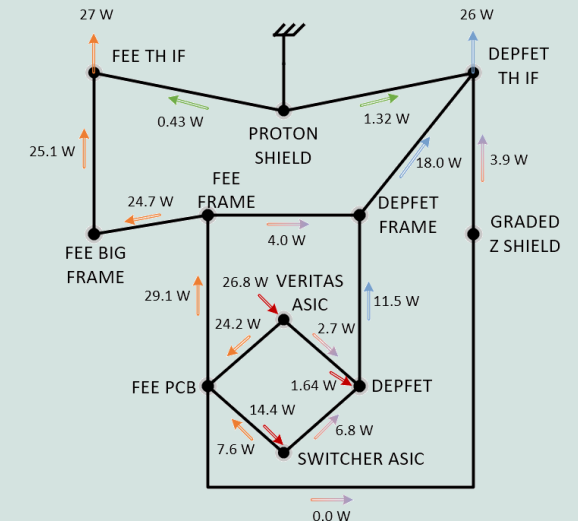 27 W
26 W
FEE TH IF
DEPFET
TH IF
0.43 W
1.32 W
PROTON
SHIELD
25.1 W
18.0 W
3.9 W
FEE
FRAME
24.7 W
4.0 W
DEPFET
FRAME
GRADED
Z SHIELD
FEE BIG
FRAME
26.8 W
VERITAS
ASIC
29.1 W
11.5 W
24.2 W
2.7 W
FEE PCB
1.64 W
DEPFET
14.4 W
7.6 W
6.8 W
SWITCHER ASIC
0.0 W